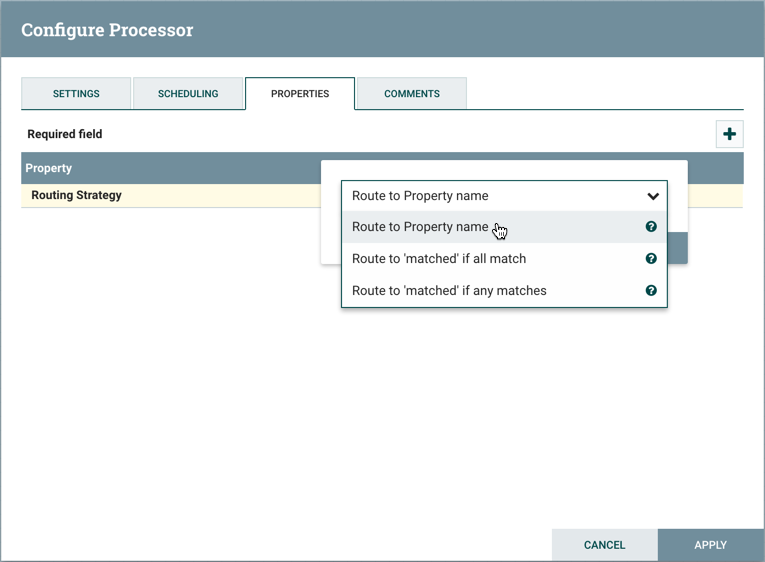 Configure Processor
SETTINGS
SCHEDULING
PROPERTIES
COMMENTS
Required field
Property
Routing Strategy
Route to Property name
Route to Property name
Route to 'matched' if all match
Route to 'matched' if any matches
CANCEL
APPLY